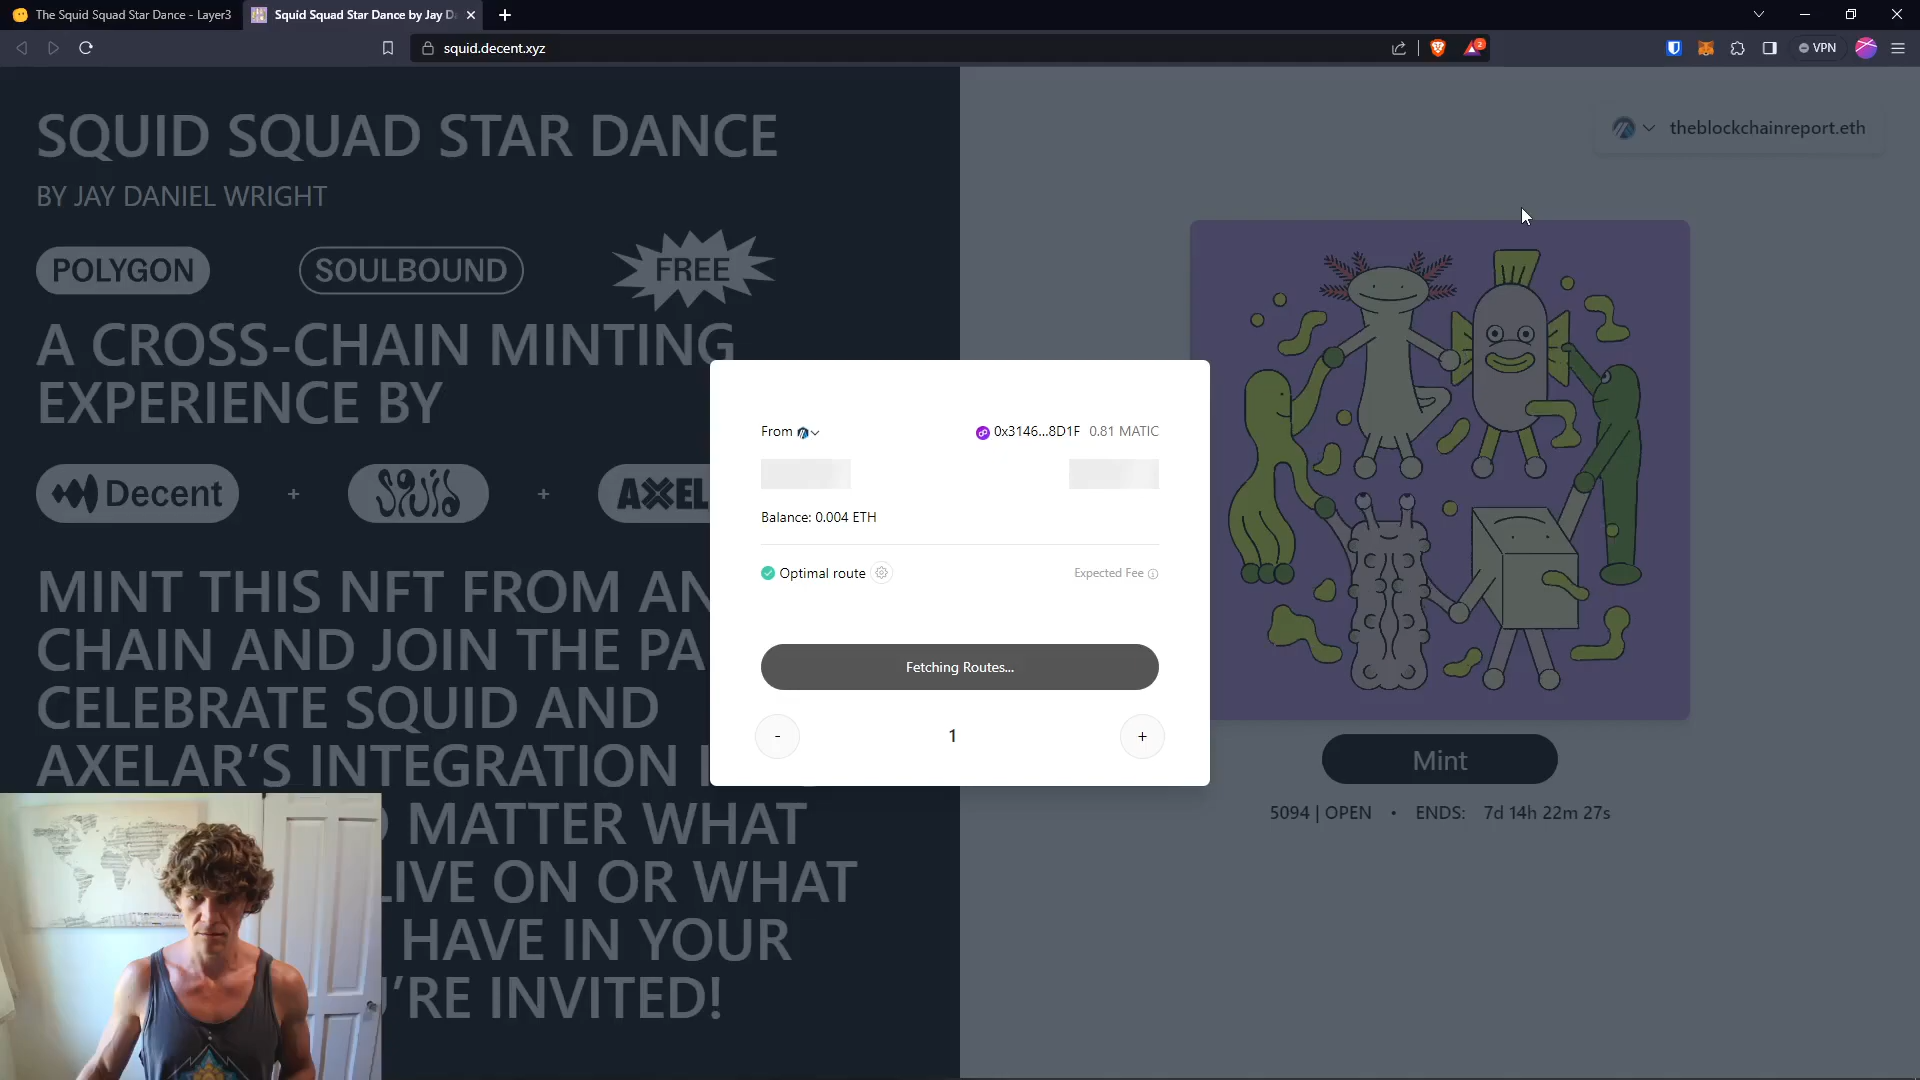 The Squid Squad Star Dance - Layer3
Squid Squad Star Dance by Jay D
squid.decent.xyz
2
VPN
SQUID SQUAD STAR DANCE
BY JAY DANIEL WRIGHT
POLYGON
SOULBOUND
FREE
A CROSS-CHAIN MINTING
EXPERIENCE BY
Decent
+
SQUID
+
AXEL
MINT THIS NFT FROM AN
CHAIN AND JOIN THE PA
CELEBRATE SQUID AND
AXELAR'S INTEGRATION
MATTER WHAT
LIVE ON OR WHAT
HAVE IN YOUR
'RE INVITED!
From
0x3146...8D1F 0.81 MATIC
Balance: 0.004 ETH
Optimal route
Expected Fee
Fetching Routes...
- 1 +
theblockchainreport.eth
Mint
5094 | OPEN • ENDS: 7d 14h 22m 27s